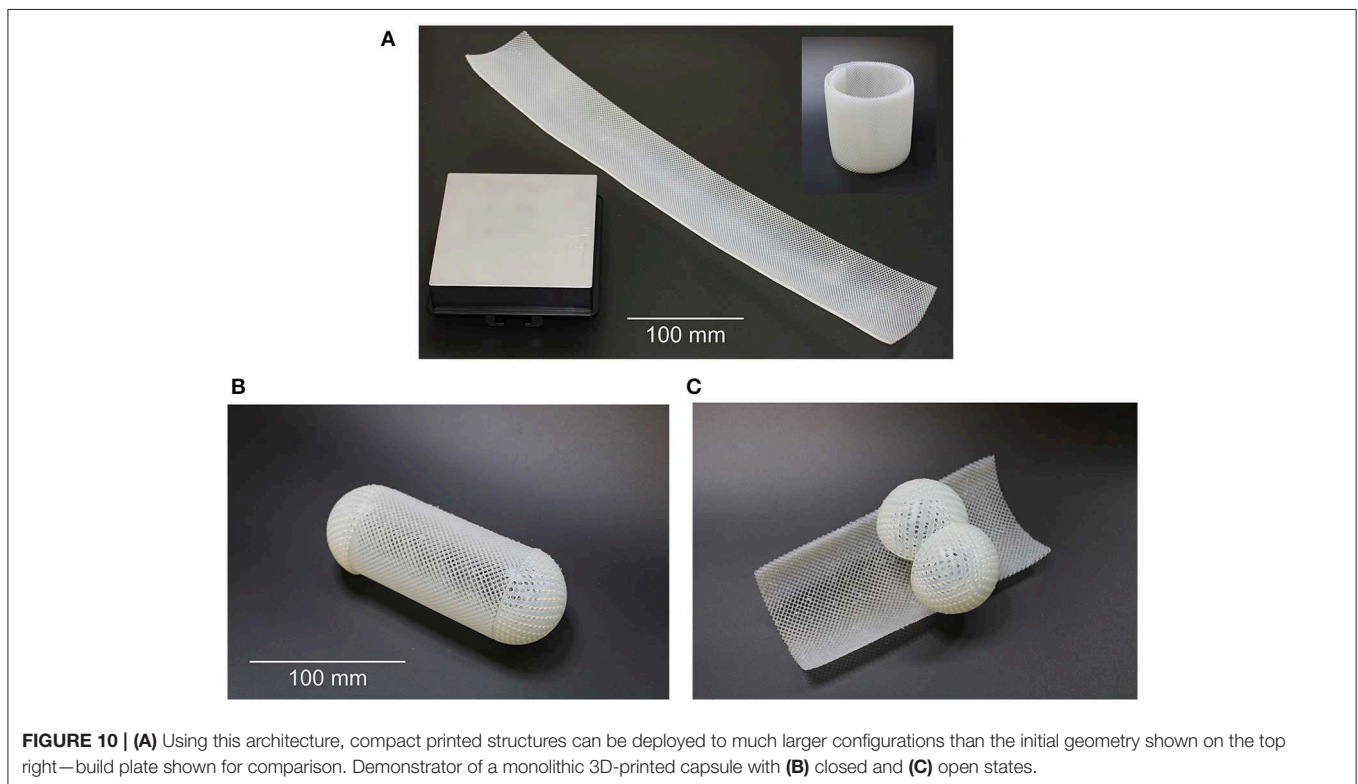 A
100 mm
B
C
100 mm
FIGURE 10 | (A) Using this architecture, compact printed structures can be deployed to much larger configurations than the initial geometry shown on the top
right—build plate shown for comparison. Demonstrator of a monolithic 3D-printed capsule with (B) closed and (C) open states.